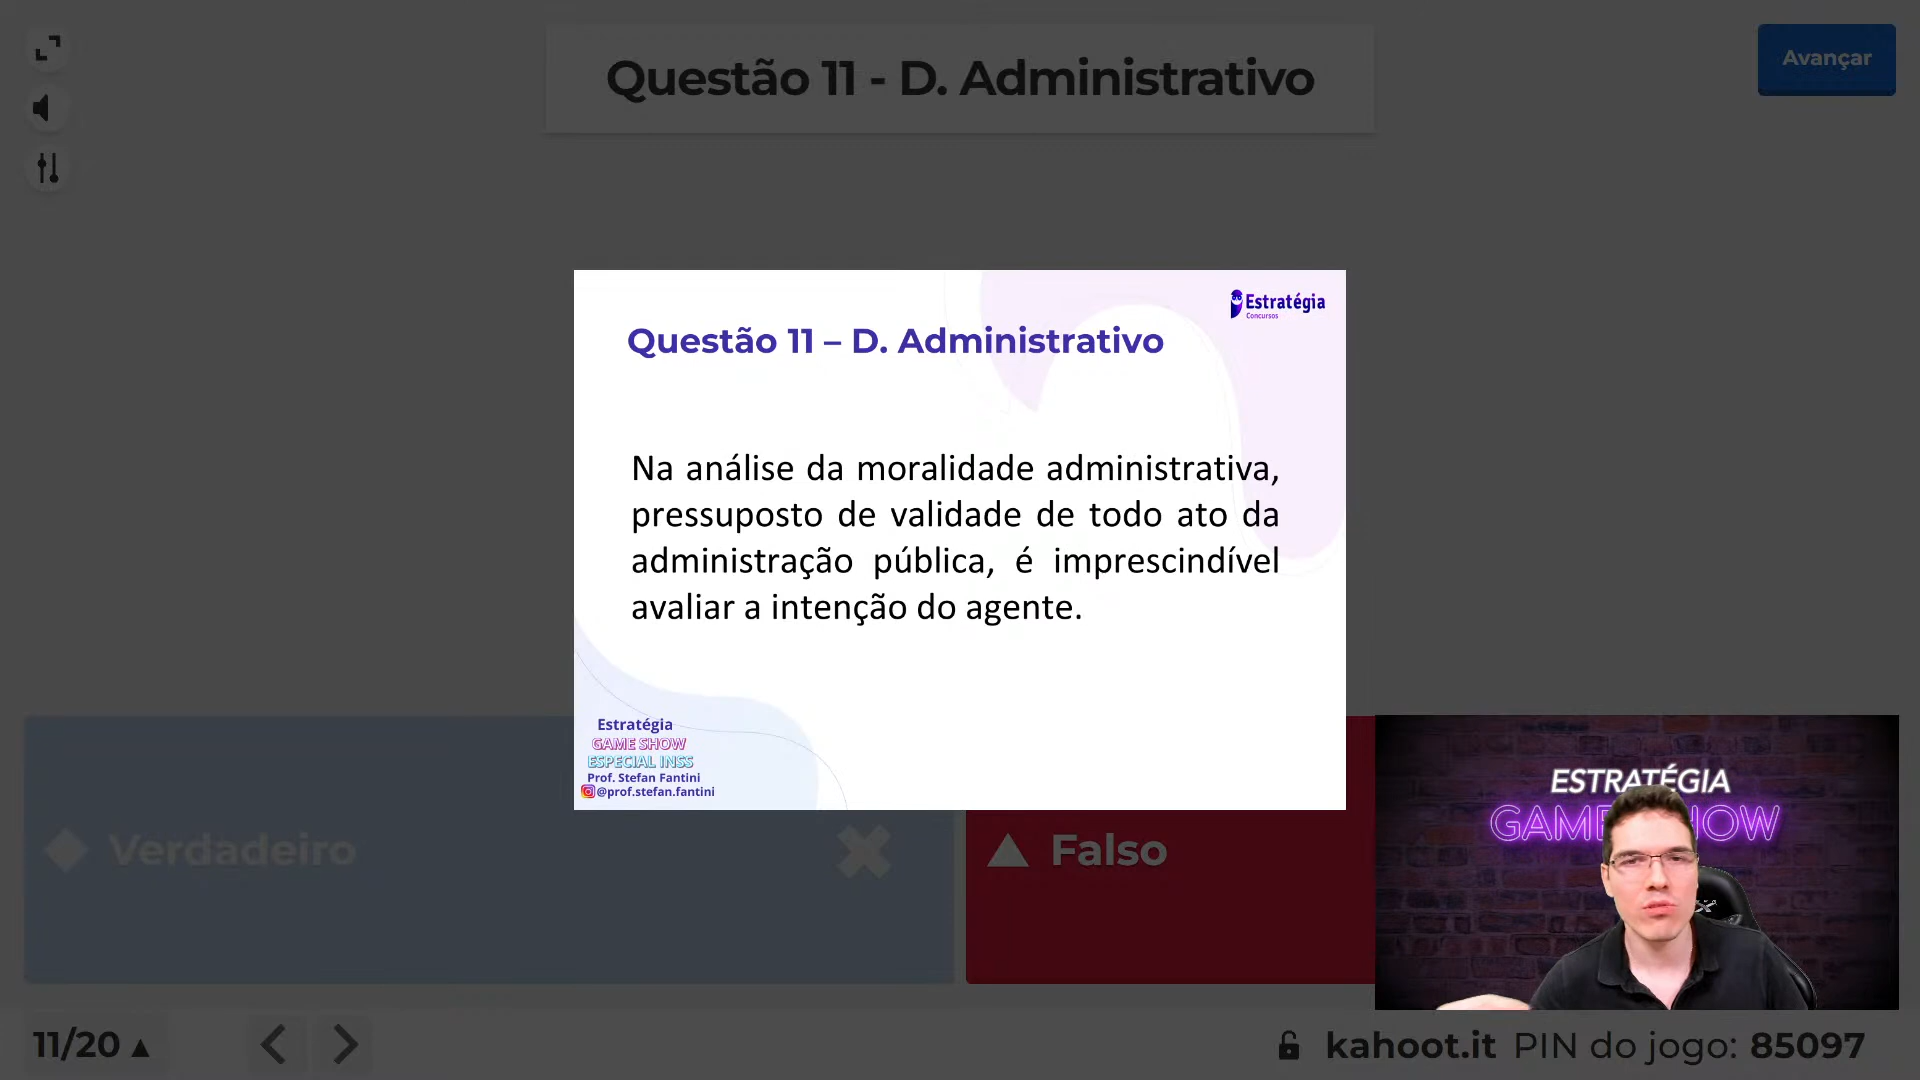 Questão 11 - D. Administrativo
Avançar
Estratégia
Concursos
Questão 11 – D. Administrativo
Na análise da moralidade administrativa,
pressuposto de validade de todo ato da
administração pública, é imprescindível
avaliar a intenção do agente.
Estratégia
GAME SHOW
ESPECIAL INSS
Prof. Stefan Fantini
@prof.stefan.fantini
Verdadeiro
Falso
ESTRATÉGIA
11/20
kahoot.it PIN do jogo: 85097